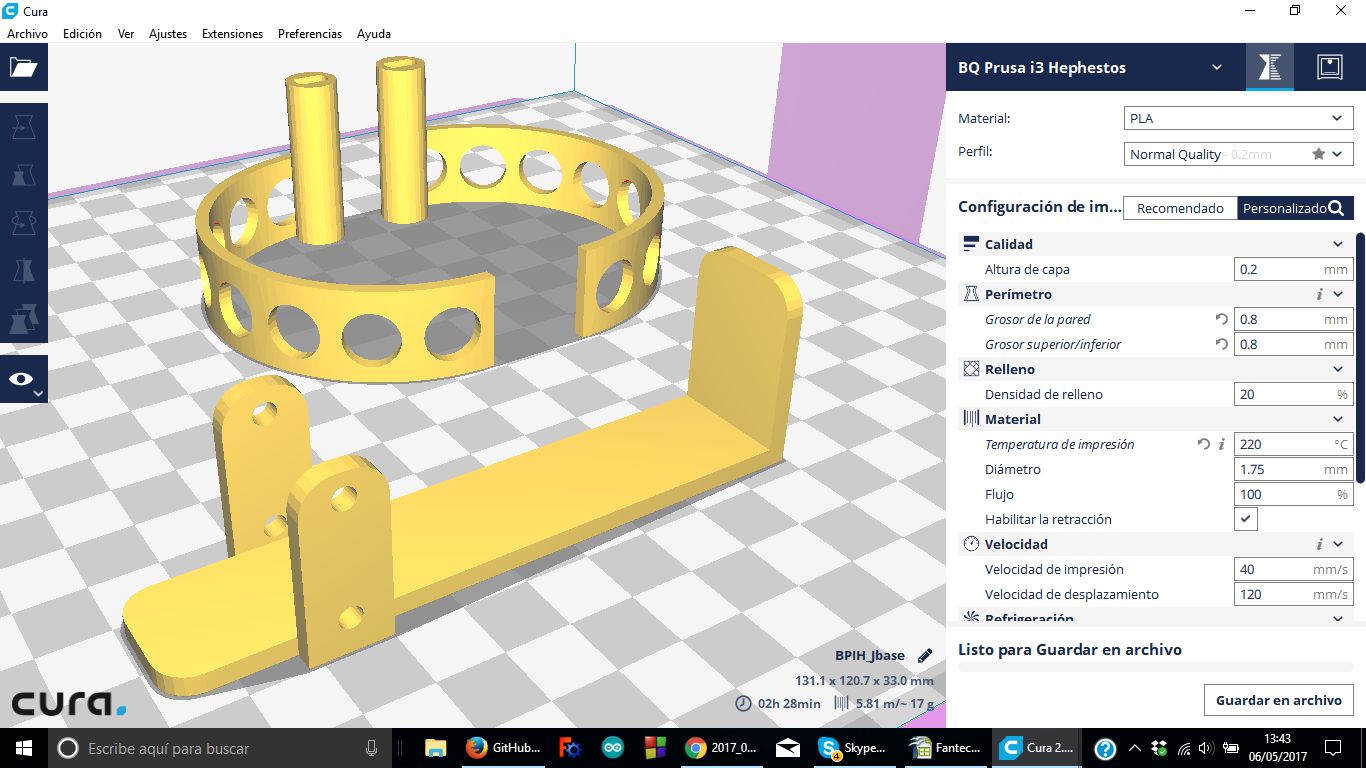 Cura
Archivo Edición Ver Ajustes Extensiones Preferencias Ayuda
BQ Prusa i3 Hephestos
Material: PLA
Perfil: Normal Quality - 0.2mm
Configuración de im... Recomendado Personalizado
Calidad
Altura de capa 0.2 mm
Perímetro i
Grosor de la pared 0.8 mm
Grosor superior/inferior 0.8 mm
Relleno
Densidad de relleno 20 %
Material
Temperatura de impresión i 220 °C
Diámetro 1.75 mm
Flujo 100 %
Habilitar la retracción
Velocidad i
Velocidad de impresión 40 mm/s
Velocidad de desplazamiento 120 mm/s
Refrigeración
BPIH_Jbase
131.1 x 120.7 x 33.0 mm
02h 28min 5.81 m/~ 17 g
cura.
Listo para Guardar en archivo
Guardar en archivo
Escribe aquí para buscar
GitHub...
2017_0...
4
Skype...
Fantec...
Cura 2....
?
13:43
06/05/2017